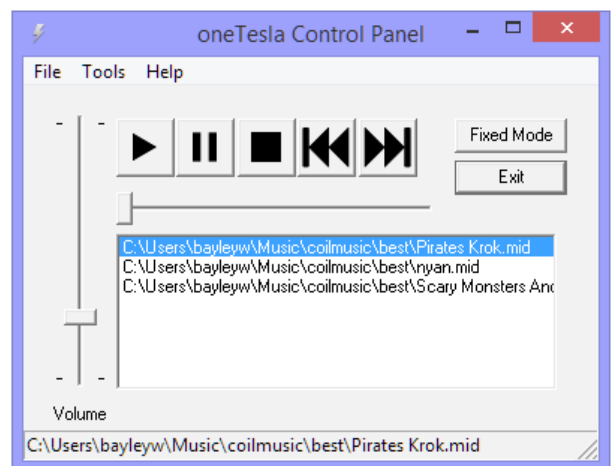 oneTesla Control Panel
File Tools Help
Fixed Mode
Exit
C:\Users\bayleyw\Music\coilmusic\best\Pirates Krok.mid
C:\Users\bayleyw\Music\coilmusic\best\nyan.mid
C:\Users\bayleyw\Music\coilmusic\best\Scary Monsters And
Volume
C:\Users\bayleyw\Music\coilmusic\best\Pirates Krok.mid